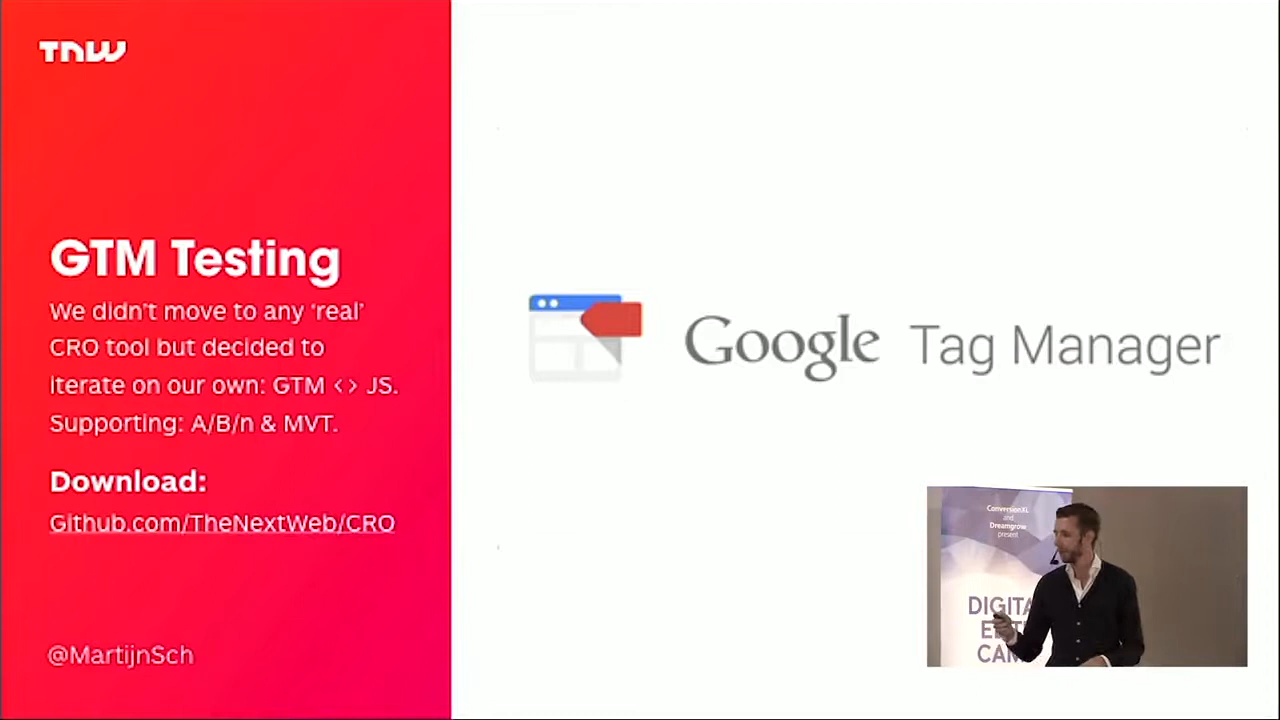 TNW
GTM Testing
We didn't move to any ‘real’
CRO tool but decided to
iterate on our own: GTM <> JS.
Supporting: A/B/n & MVT.
Download:
Github.com/TheNextWeb/CRO
@MartijnSch
Google Tag Manager
ConversionXL
and
Dreamgrow
present
DIGITA
CAM